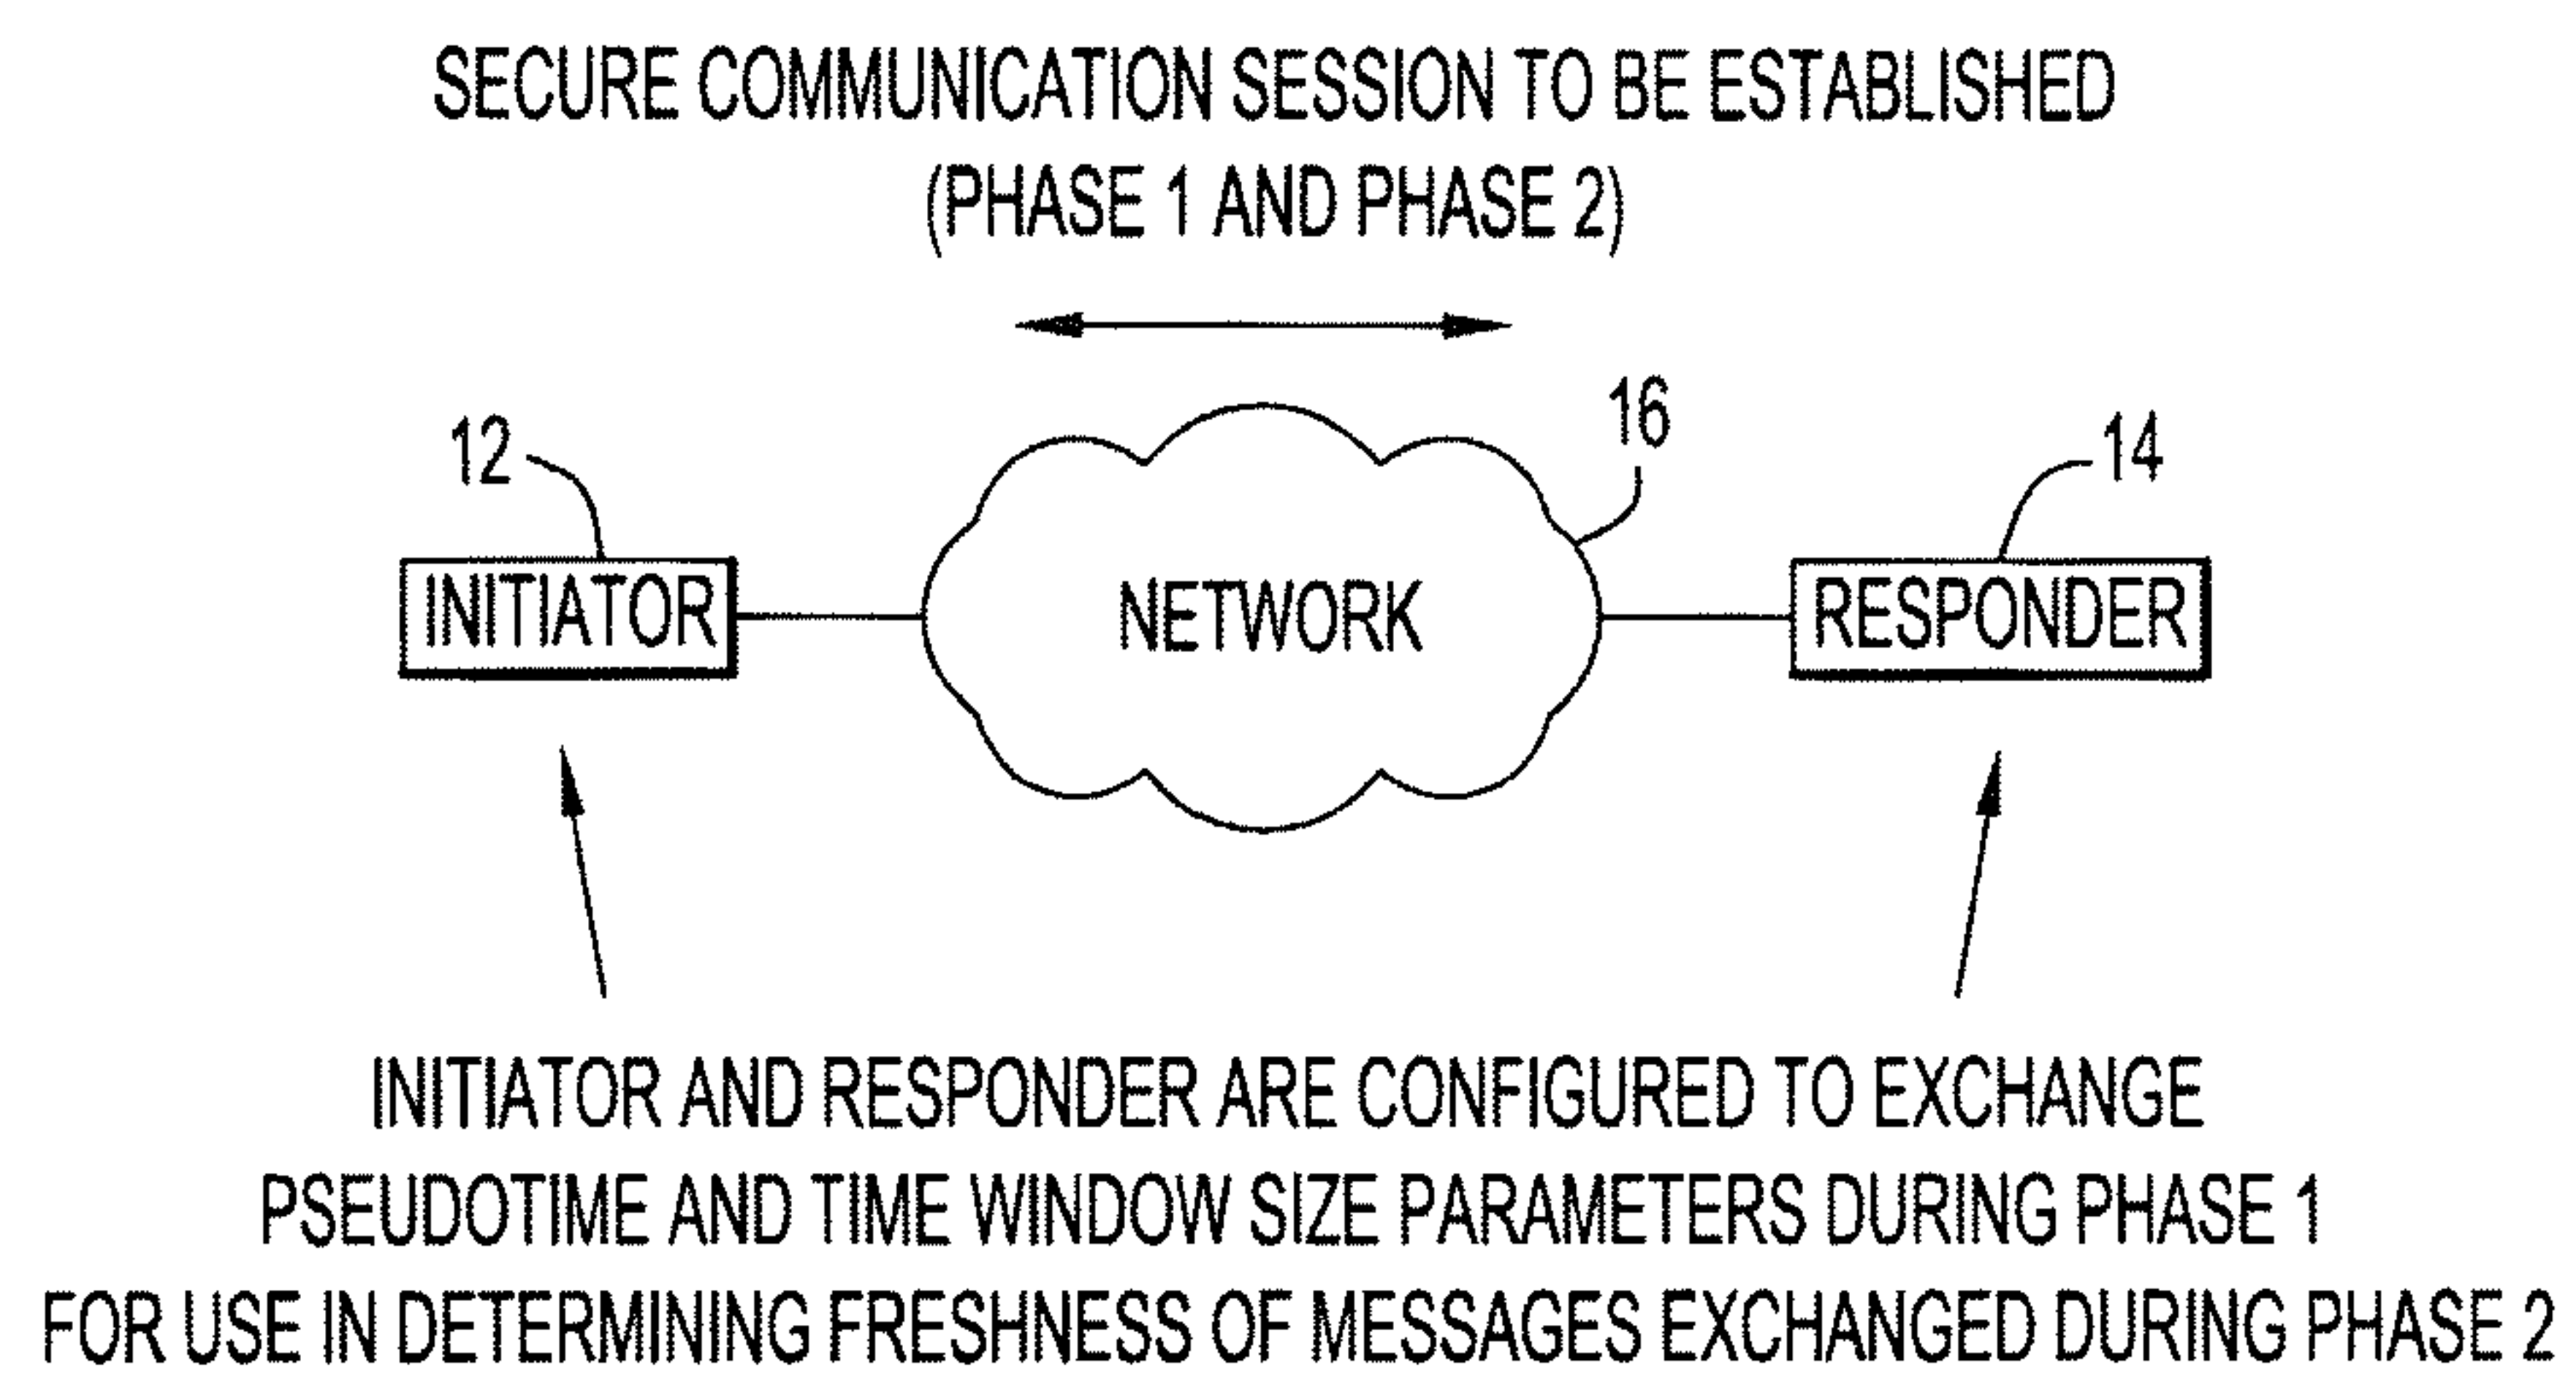 SECURE COMMUNICATION SESSION TO BE ESTABLISHED
(PHASE 1 AND PHASE 2)
16
12
14
INITIATOR
NETWORK
RESPONDER
INITIATOR AND RESPONDER ARE CONFIGURED TO EXCHANGE
PSEUDOTIME AND TIME WINDOW SIZE PARAMETERS DURING PHASE 1
FOR USE IN DETERMINING FRESHNESS OF MESSAGES EXCHANGED DURING PHASE 2